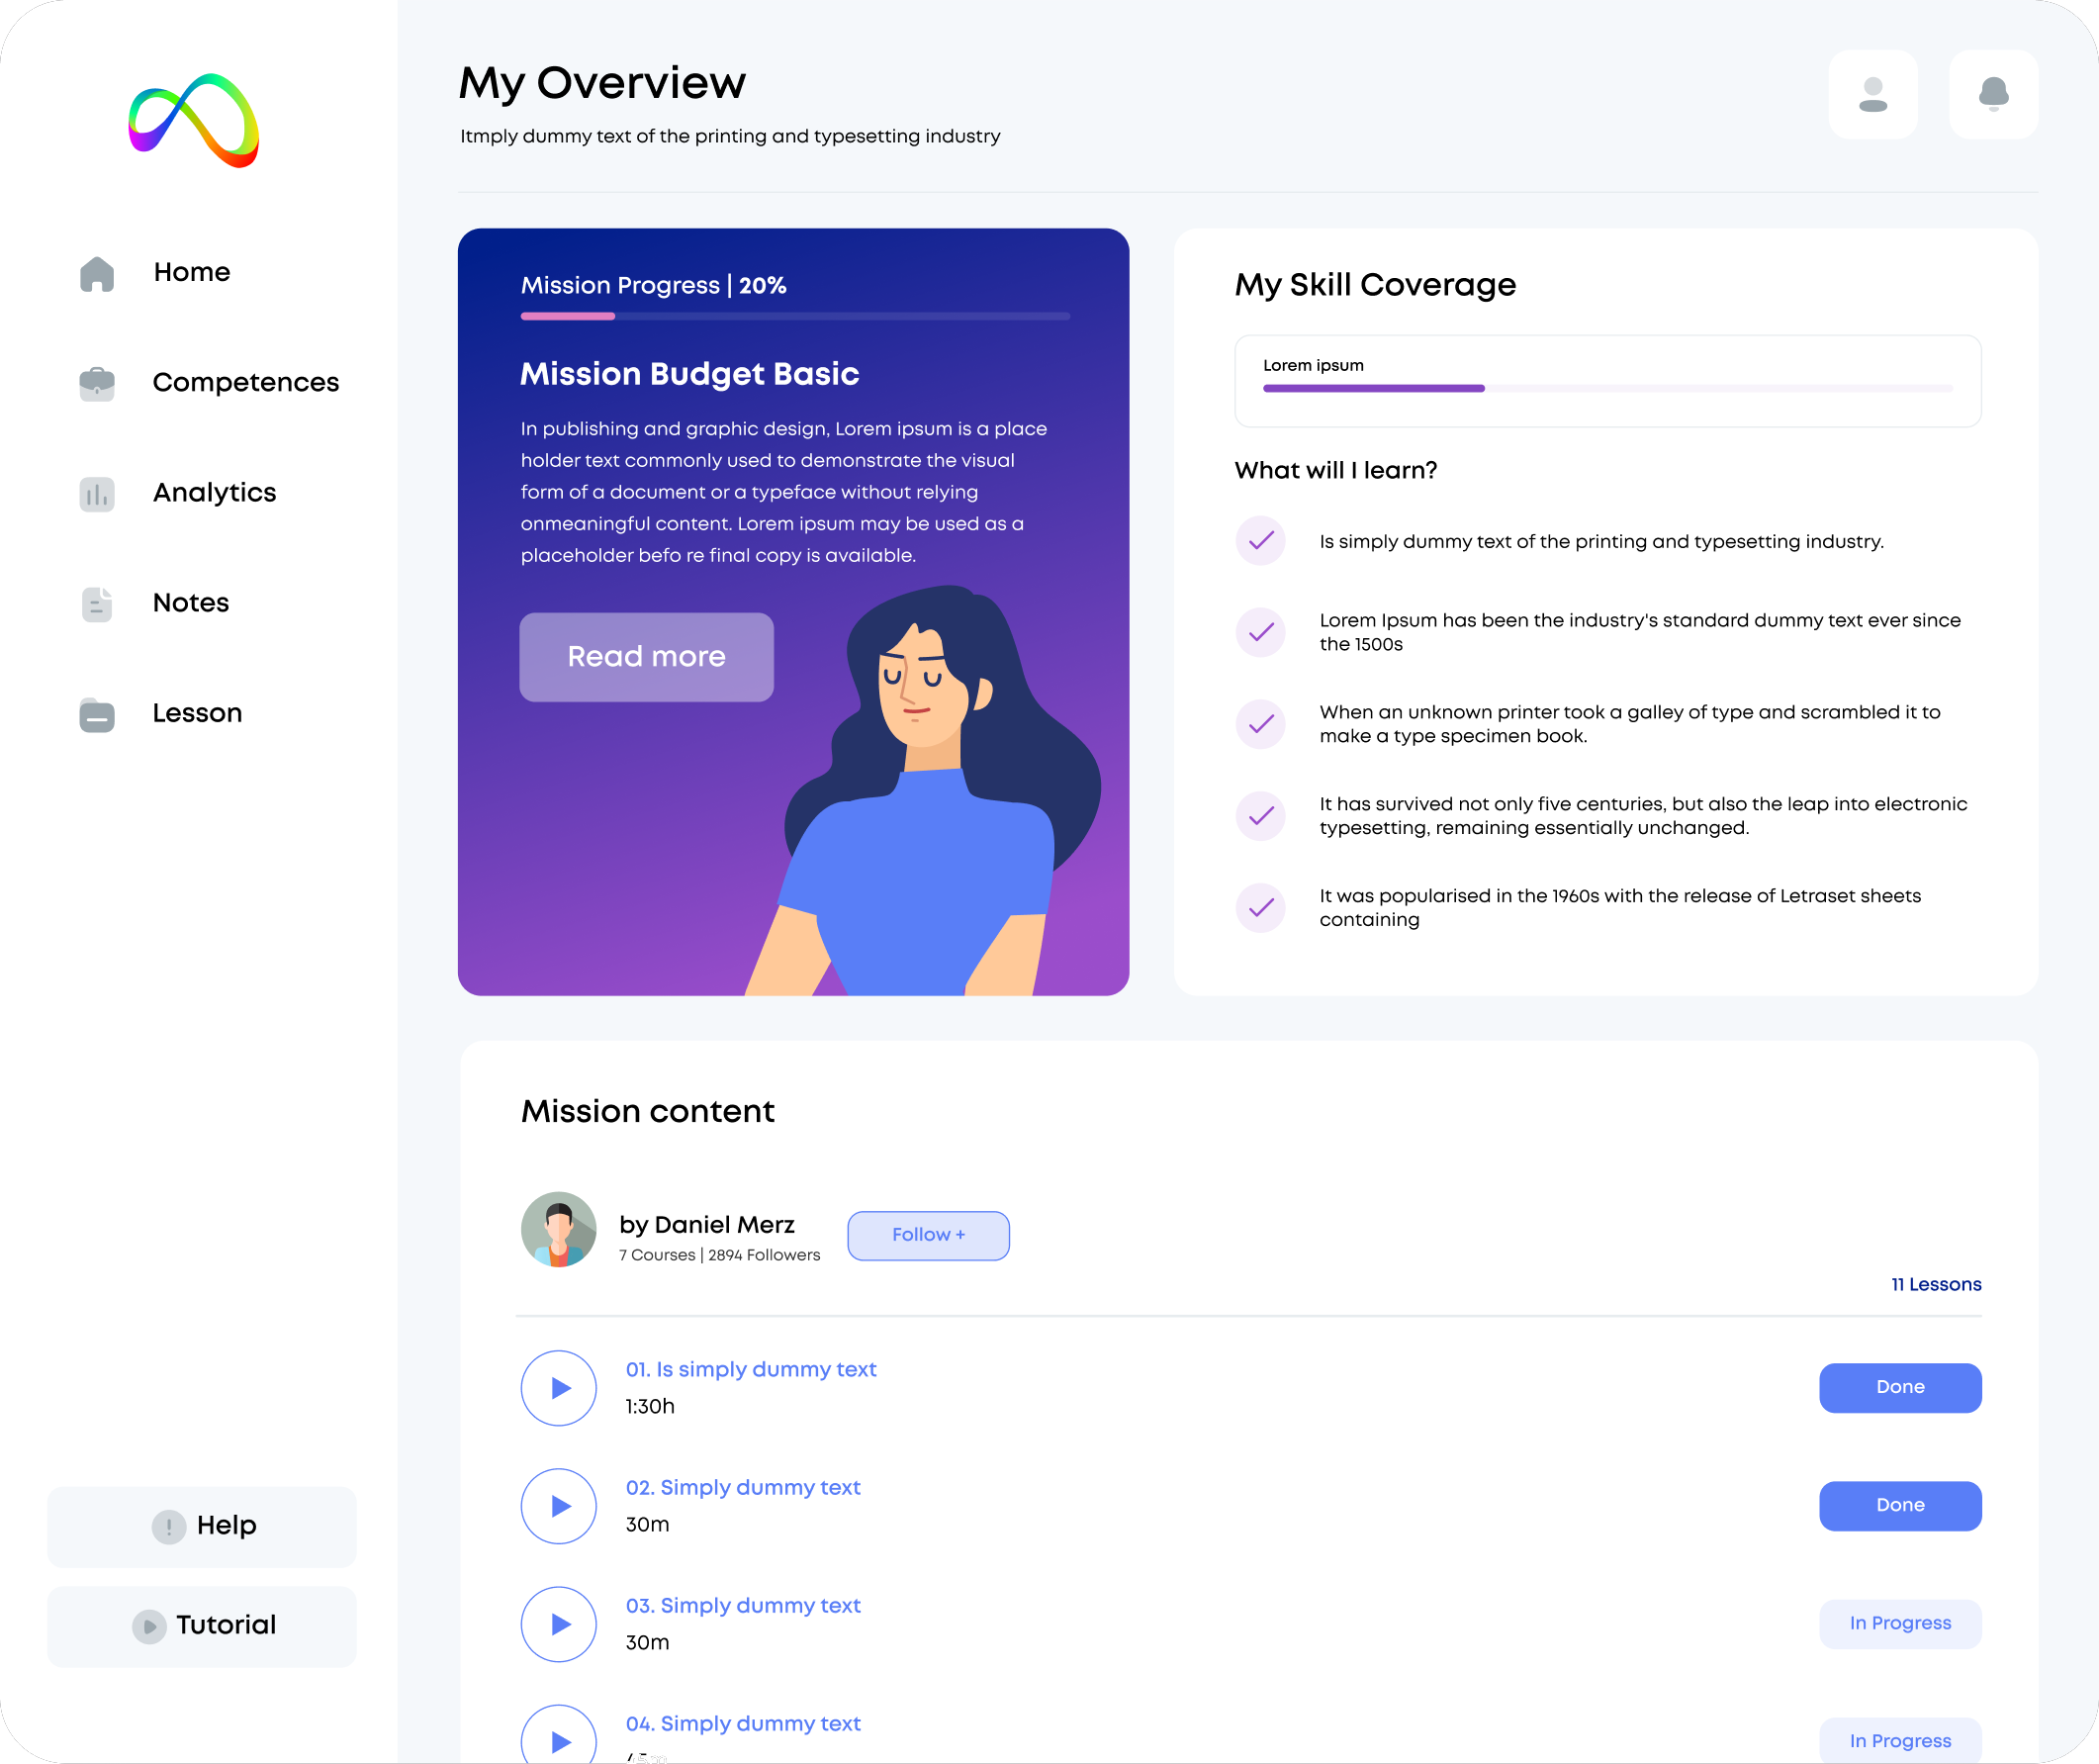 My Overview
Itmply dummy text of the printing and typesetting industry
Home
Competences
Analytics
Notes
Lesson
Help
Tutorial
Mission Progress | 20%
Mission Budget Basic
In publishing and graphic design, Lorem ipsum is a place
holder text commonly used to demonstrate the visual
form of a document or a typeface without relying
onmeaningful content. Lorem ipsum may be used as a
placeholder befo re final copy is available.
Read more
My Skill Coverage
Lorem ipsum
What will I learn?
Is simply dummy text of the printing and typesetting industry.
Lorem Ipsum has been the industry's standard dummy text ever since
the 1500s
When an unknown printer took a galley of type and scrambled it to
make a type specimen book.
It has survived not only five centuries, but also the leap into electronic
typesetting, remaining essentially unchanged.
It was popularised in the 1960s with the release of Letraset sheets
containing
Mission content
by Daniel Merz
7 Courses | 2894 Followers
Follow +
11 Lessons
01. Is simply dummy text
1:30h
Done
02. Simply dummy text
30m
Done
03. Simply dummy text
30m
In Progress
04. Simply dummy text
In Progress